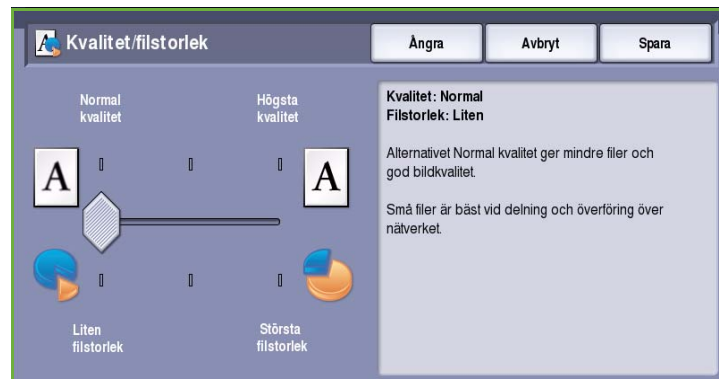 Kvalitet/filstorlek
Ångra
Avbryt
Spara
Normal
kvalitet
Högsta
kvalitet
A
A
Liten
filstorlek
Största
filstorlek
Kvalitet: Normal
Filstorlek: Liten
Alternativet Normal kvalitet ger mindre filer och
god bildkvalitet.
Små filer är bäst vid delning och överföring över
nätverket.